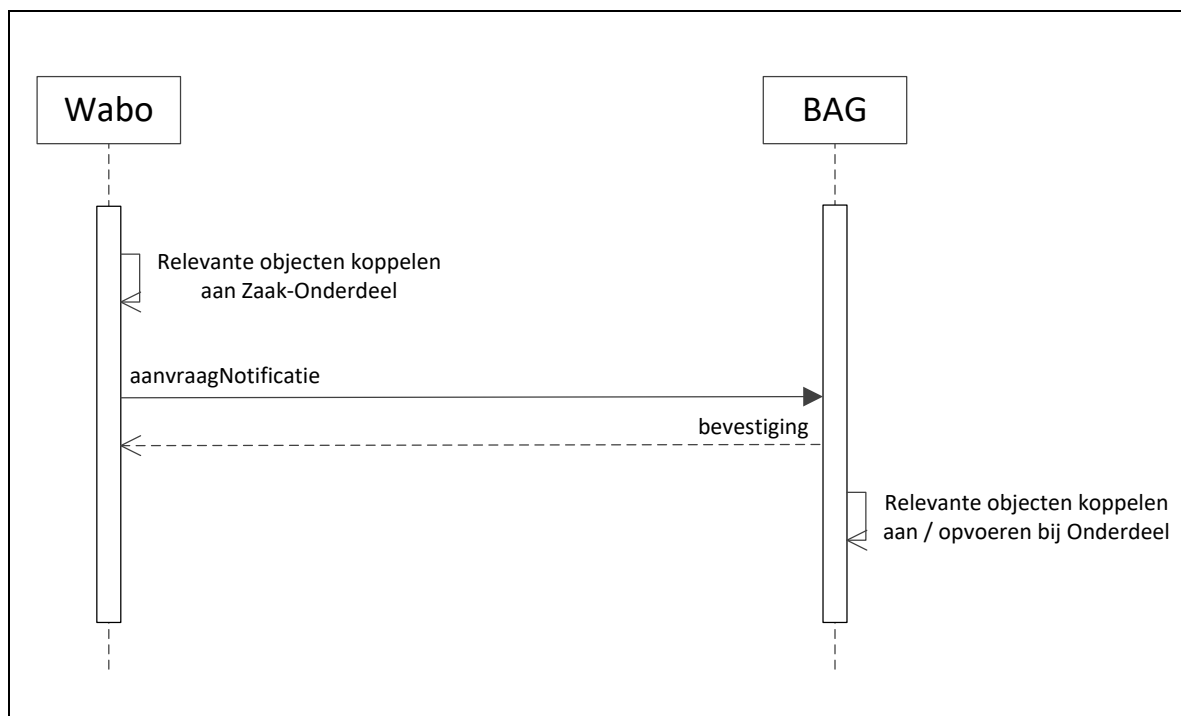 Wabo
BAG
Relevante objecten koppelen
aan Zaak-Onderdeel
aanvraagNotificatie
bevestiging
Relevante objecten koppelen
aan / opvoeren bij Onderdeel